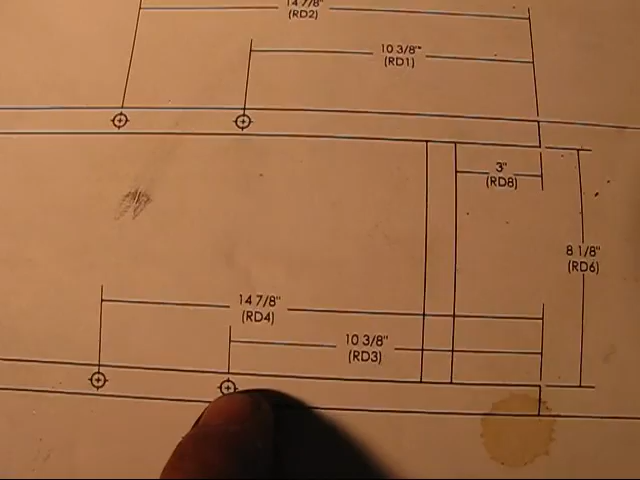 14 7/8"
(RD2)
10 3/8"
(RD1)
3"
(RD8)
8 1/8"
(RD6)
14 7/8"
(RD4)
10 3/8"
(RD3)